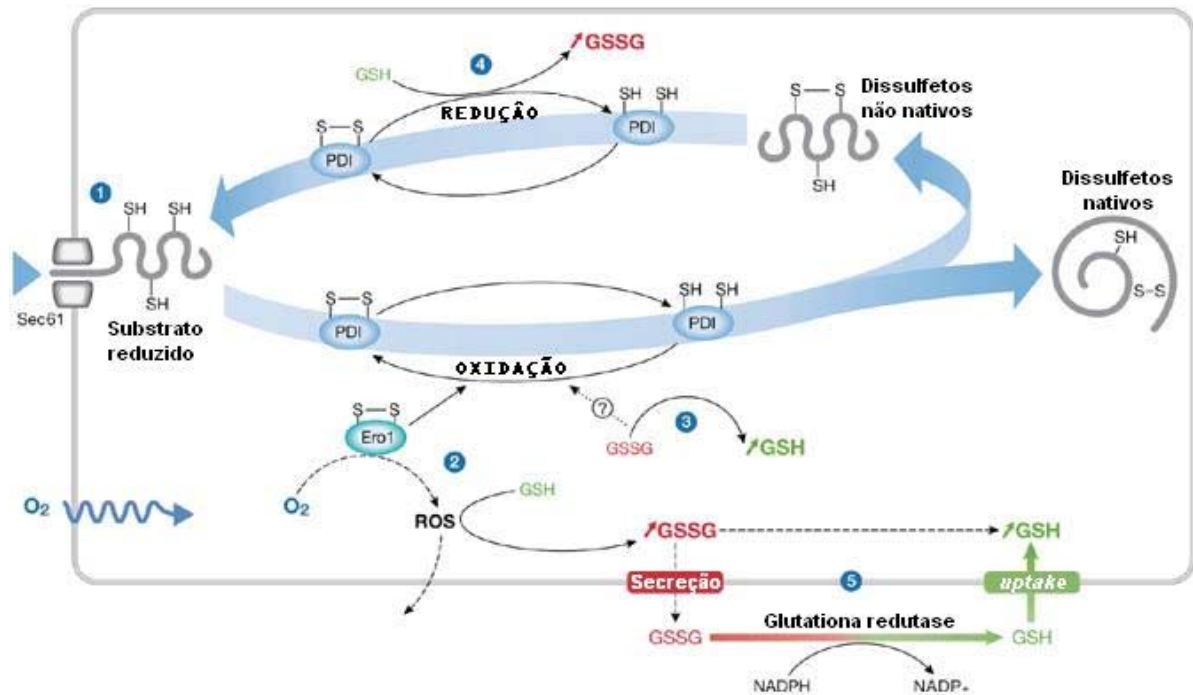 GSSG
4
GSH
SH SH
S—S
Dissulfetos
não nativos
REDUÇÂO
S—S
PDI
PDI
SH
1
SH
SH
Dissulfetos
nativos
SH
S-S
Sec61
SH
Substrato
reduzido
S—S
PDI
SH SH
PDI
OXIDAÇÃO
S—S
Ero1
?
GSSG
3
GSH
2
O2
O2
GSH
ROS
GSSG
GSH
Secreção
5
uptake
Glutationa redutase
GSSG
GSH
NADPH
NADP+